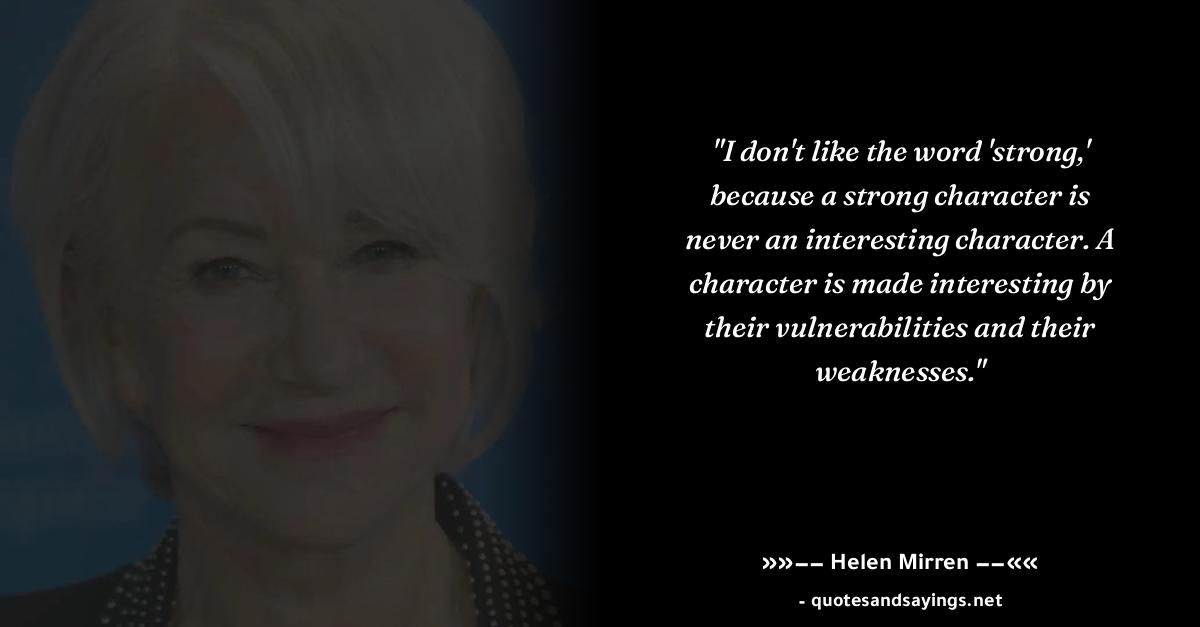 "I don't like the word 'strong,'
because a strong character is
never an interesting character. A
character is made interesting by
their vulnerabilities and their
weaknesses."
»»−− Helen Mirren −−««
- quotesandsayings.net